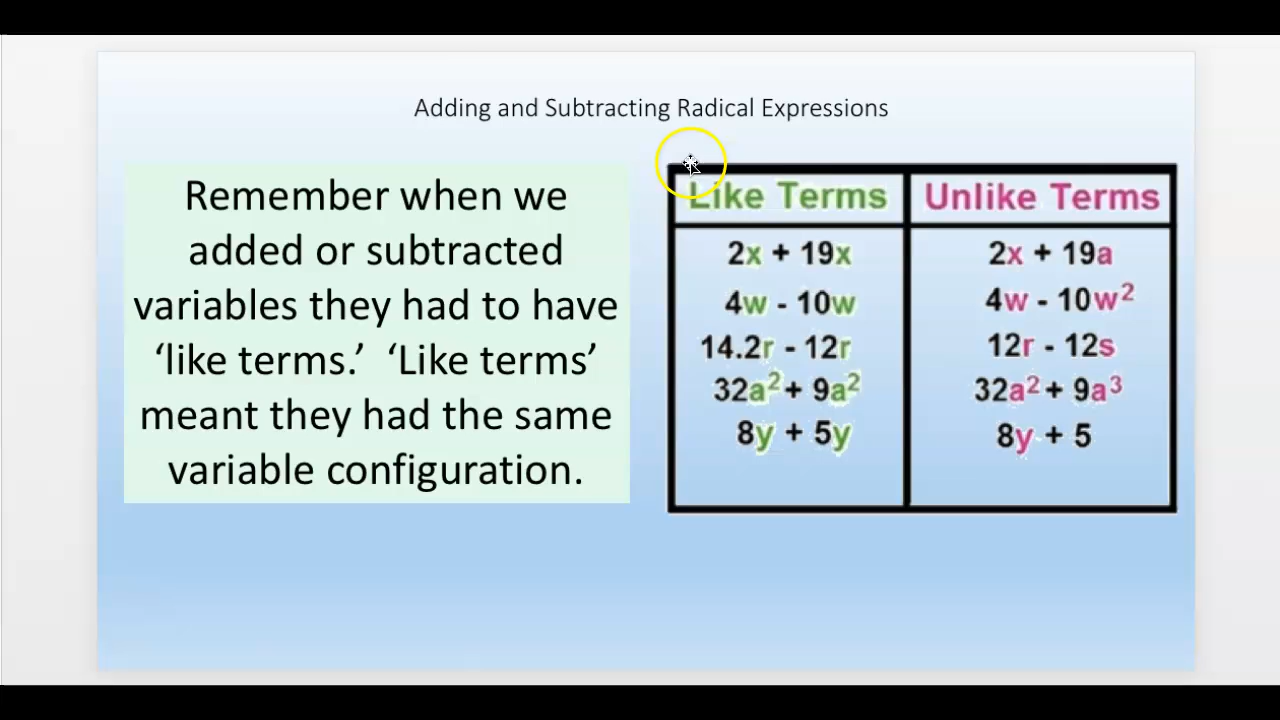 Adding and Subtracting Radical Expressions
Remember when we
added or subtracted
variables they had to have
‘like terms.’ ‘Like terms’
meant they had the same
variable configuration.
Like Terms
2x + 19x
4w - 10w
14.2r - 12r
32a² + 9a²
8y + 5y
Unlike Terms
2x + 19a
4w - 10w²
12r - 12s
32a² + 9a³
8y + 5